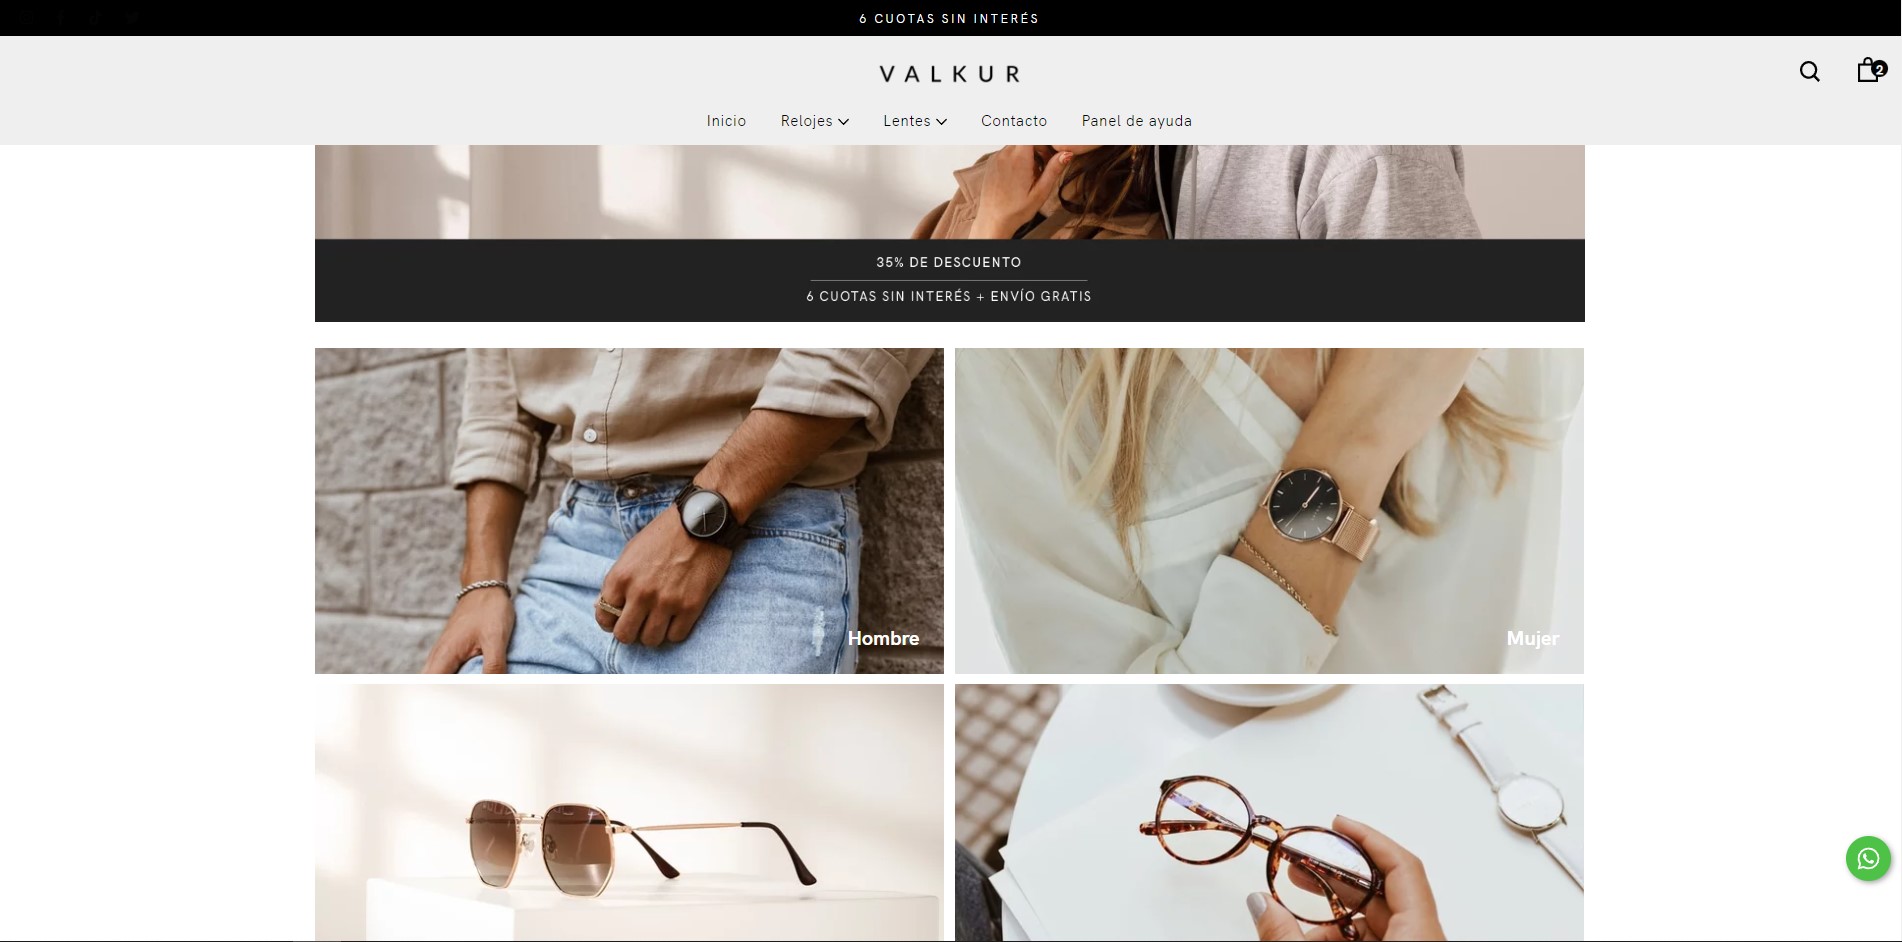 6 CUOTAS SIN INTERÉS
VALKUR
2
Inicio
Relojes
Lentes
Contacto
Panel de ayuda
35% DE DESCUENTO
6 CUOTAS SIN INTERÉS + ENVÍO GRATIS
Hombre
Mujer